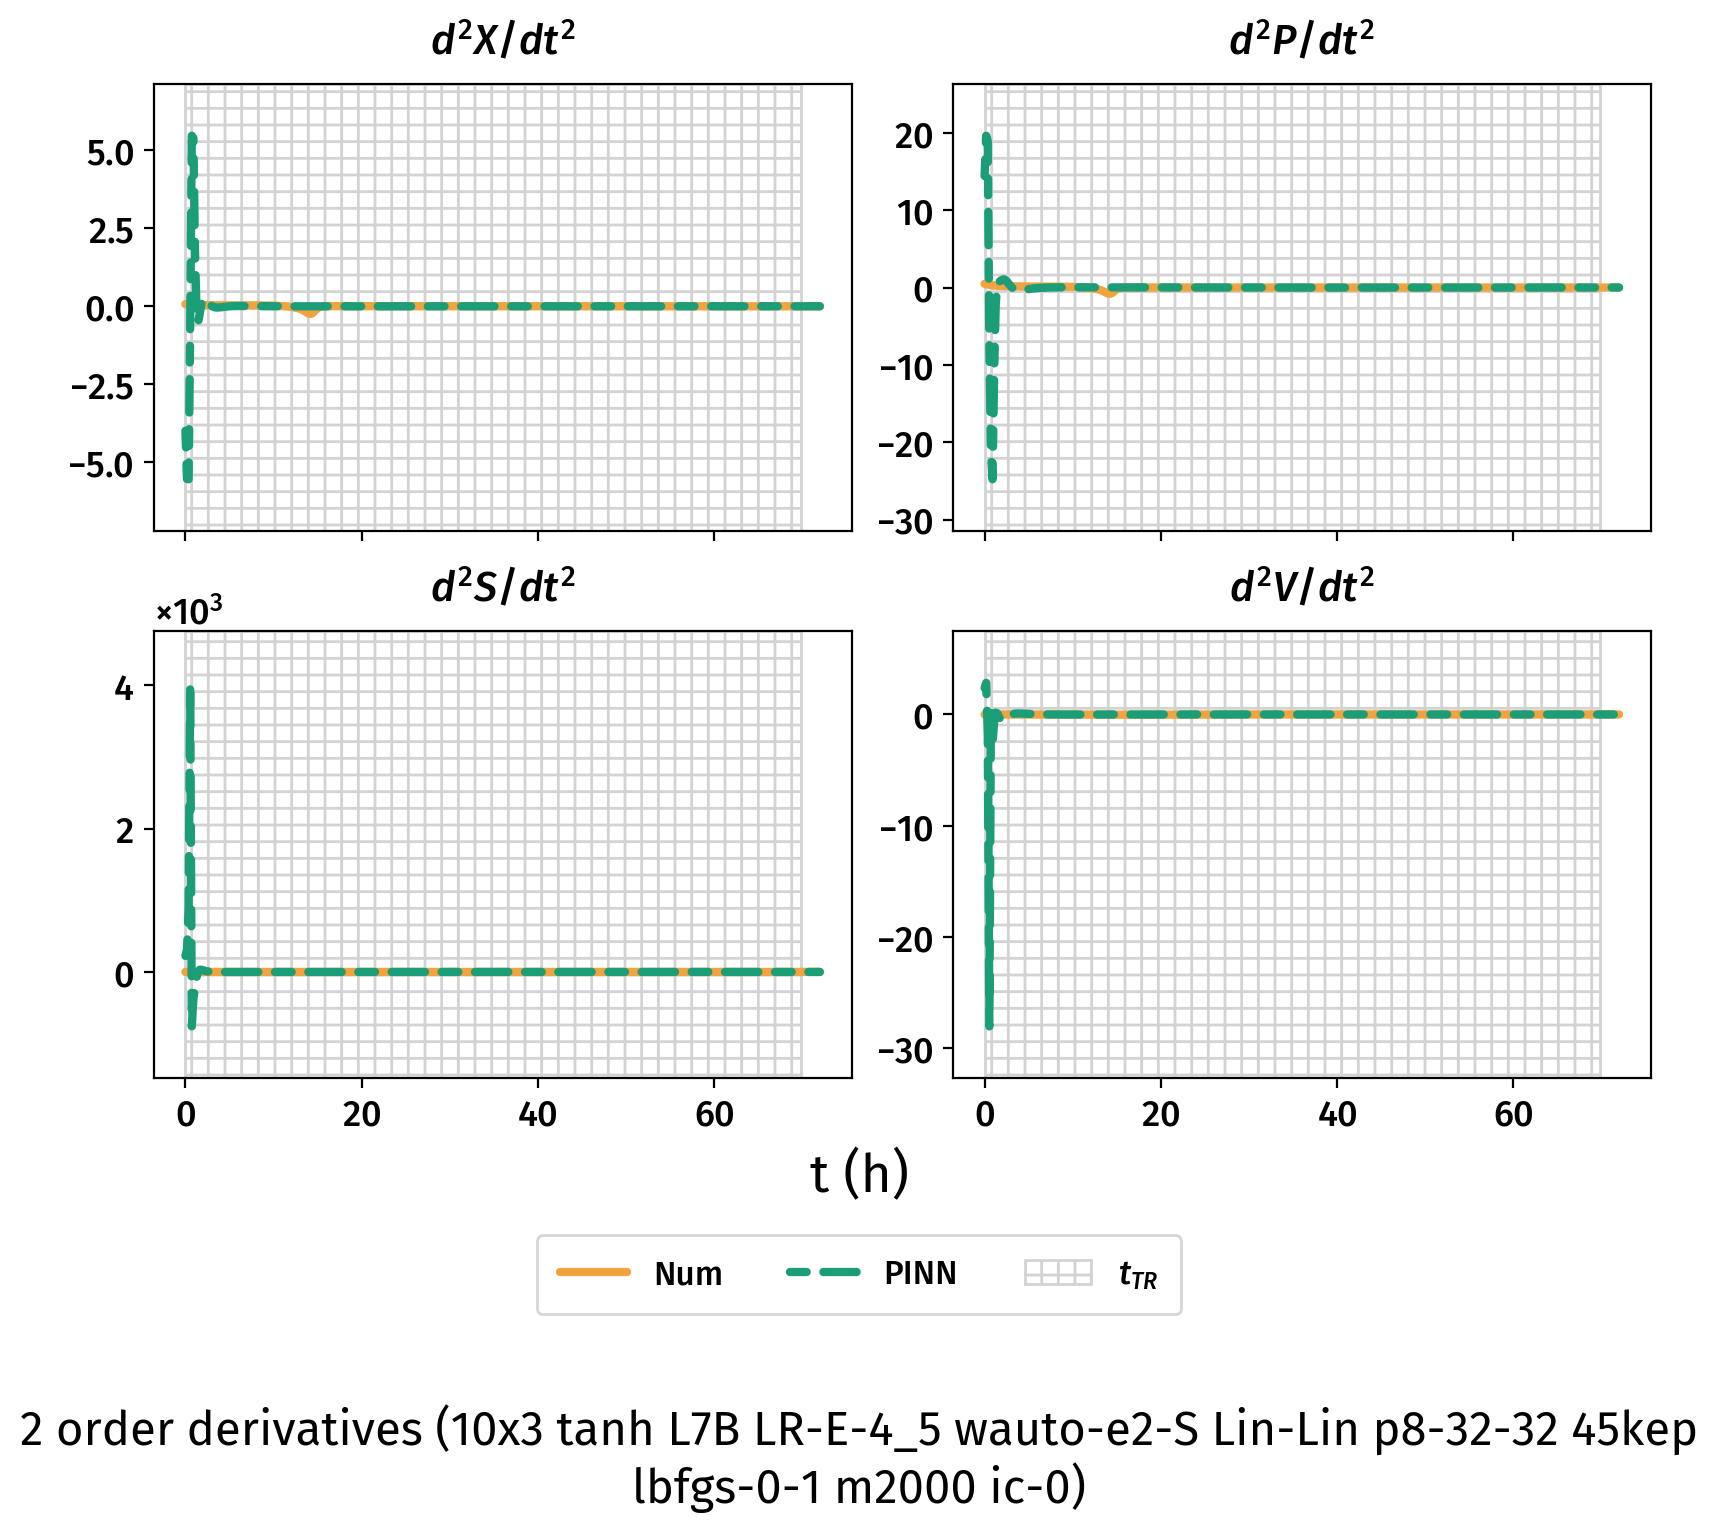 d²X/dt²
d²P/dt²
5.0
2.5
0.0
−2.5
−5.0
20
10
0
−10
−20
−30
d²S/dt²
d²V/dt²
×10³
4
2
0
0
−10
−20
−30
0 20 40 60
0 20 40 60
t (h)
Num PINN t_TR
2 order derivatives (10x3 tanh L7B LR-E-4_5 wauto-e2-S Lin-Lin p8-32-32 45kep
lbfgs-0-1 m2000 ic-0)